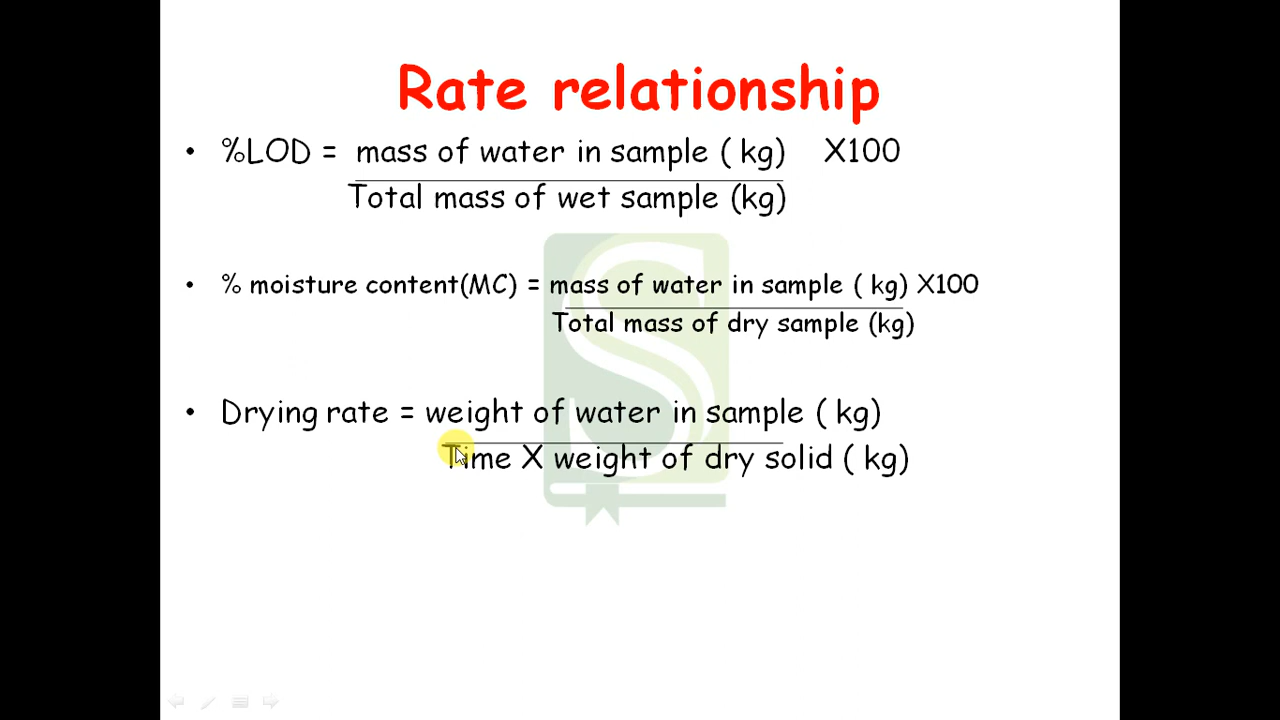 Rate relationship
• %LOD = mass of water in sample ( kg) X100
Total mass of wet sample (kg)
• % moisture content(MC) = mass of water in sample ( kg) X100
Total mass of dry sample (kg)
• Drying rate = weight of water in sample ( kg)
Time X weight of dry solid ( kg)